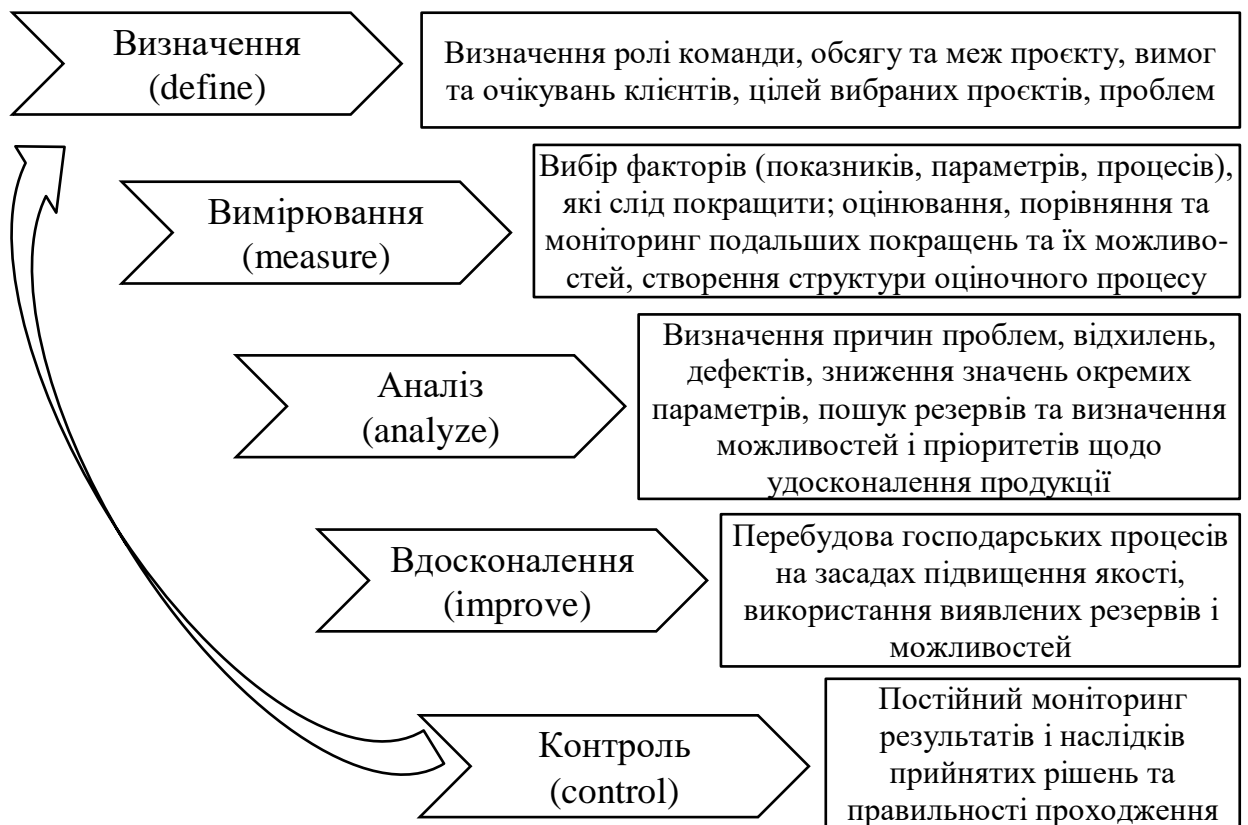 Визначення
(define)
Визначення ролі команди, обсягу та меж проєкту, вимог
та очікувань клієнтів, цілей вибраних проєктів, проблем
Вимірювання
(measure)
Вибір факторів (показників, параметрів, процесів),
які слід покращити; оцінювання, порівняння та
моніторинг подальших покращень та їх можливо-
стей, створення структури оціночного процесу
Аналіз
(analyze)
Визначення причин проблем, відхилень,
дефектів, зниження значень окремих
параметрів, пошук резервів та визначення
можливостей і пріоритетів щодо
удосконалення продукції
Вдосконалення
(improve)
Перебудова господарських процесів
на засадах підвищення якості,
використання виявлених резервів і
можливостей
Контроль
(control)
Постійний моніторинг
результатів і наслідків
прийнятих рішень та
правильності проходження